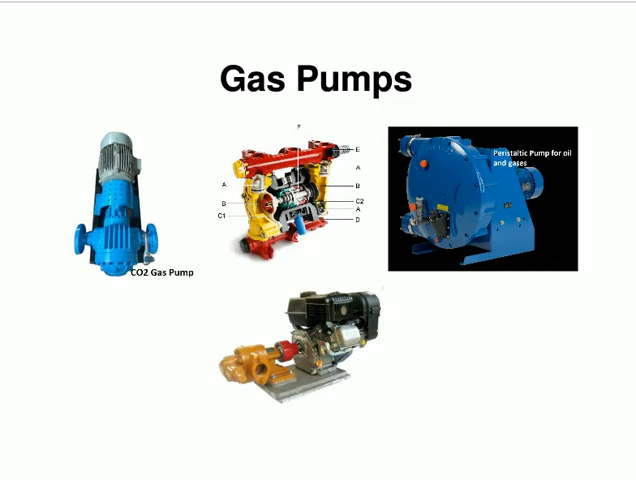 Gas Pumps
CO2 Gas Pump
F
E
A
A
B
B
C2
C1
A
D
Peristaltic Pump for oil
and gases